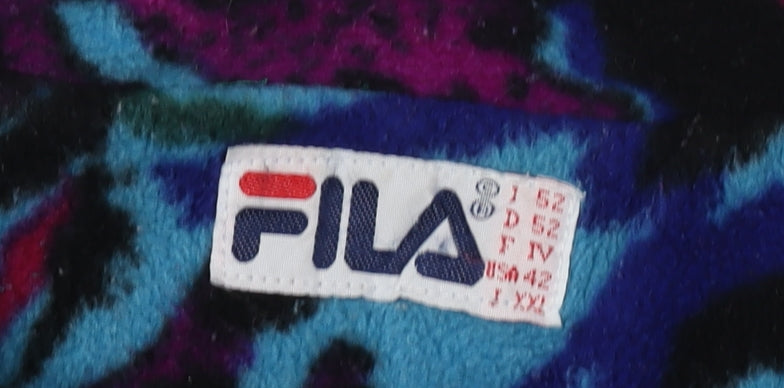 FILA
I 52
D 52
F IV
USA 42
J XXL